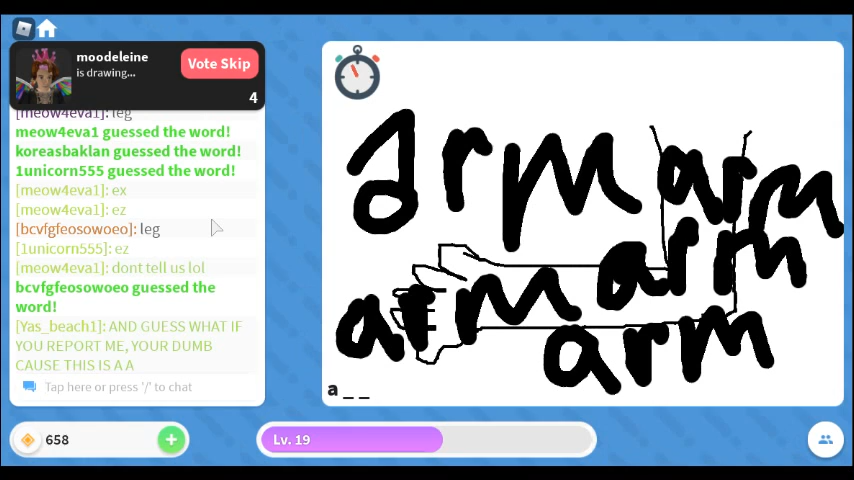 moodeleine
is drawing...
Vote Skip
4
[meow4eva1]: leg
meow4eva1 guessed the word!
koreasbaklan guessed the word!
1unicorn555 guessed the word!
[meow4eva1]: ex
[meow4eva1]: ez
[bcvfgfeosowoeo]: leg
[1unicorn555]: ez
[meow4eva1]: dont tell us lol
bcvfgfeosowoeo guessed the
word!
[Yas_beach1]: AND GUESS WHAT IF
YOU REPORT ME, YOUR DUMB
CAUSE THIS IS A A
Tap here or press '/' to chat
arm arm
arm
arm
arm
a _ _
658
+
Lv. 19